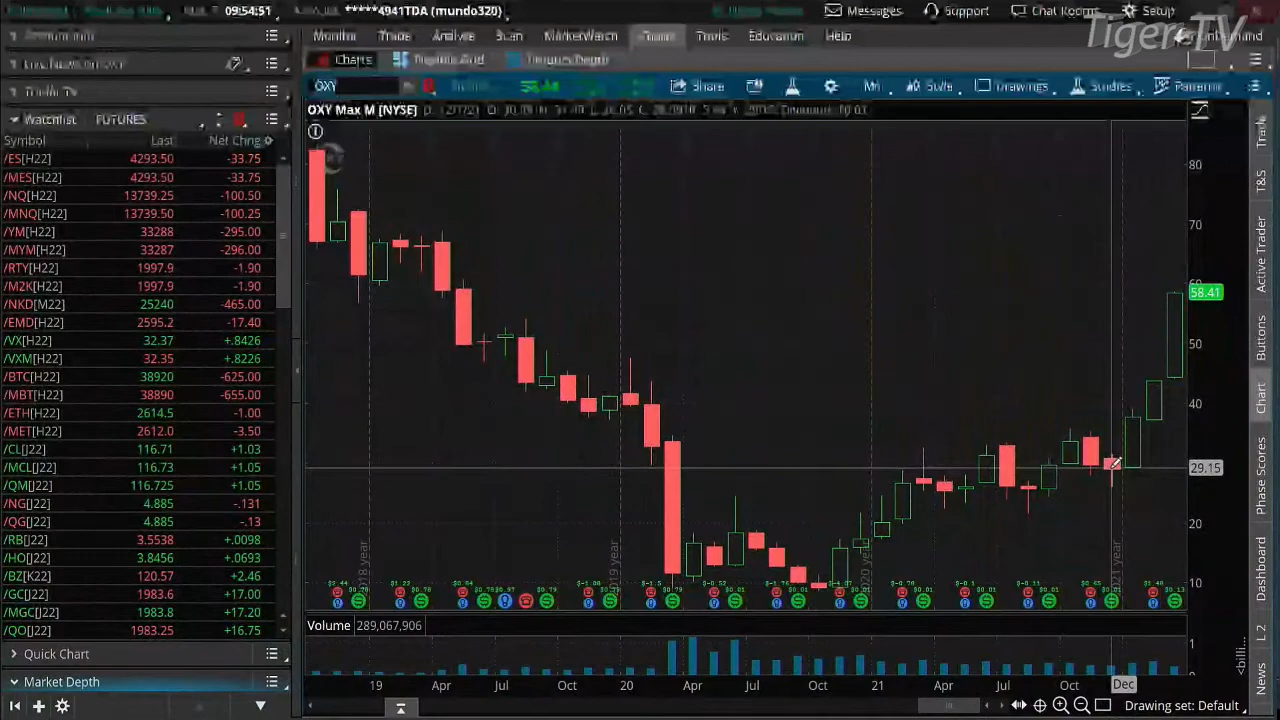 09:54:51
*****4941TDA (mundo320)
Messages
Support
Chat Rooms
Setup
TigerTV
Monitor
Trade
Analyze
Scan
MarketWatch
Tools
Education
Help
Charts
OXY
Share
Style
Drawings
Studies
Patterns
Watchlist FUTURES
OXY Max M [NYSE]
Symbol Last Net Chng
/ES[H22] 4293.50 -33.75
/MES[H22] 4293.50 -33.75
/NQ[H22] 13739.25 -100.50
/MNQ[H22] 13739.50 -100.25
/YM[H22] 33288 -295.00
/MYM[H22] 33287 -296.00
/RTY[H22] 1997.9 -1.90
/M2K[H22] 1997.9 -1.90
/NKD[M22] 25240 -465.00
/EMD[H22] 2595.2 -17.40
/VX[H22] 32.37 +.8426
/VXM[H22] 32.35 +.8226
/BTC[H22] 38920 -625.00
/MBT[H22] 38890 -655.00
/ETH[H22] 2614.5 -1.00
/MET[H22] 2612.0 -3.50
/CL[J22] 116.71 +1.03
/MCL[J22] 116.73 +1.05
/QM[J22] 116.725 +1.05
/NG[J22] 4.885 -.131
/QG[J22] 4.885 -.13
/RB[J22] 3.5538 +.0098
/HO[J22] 3.8456 +.0693
/BZ[K22] 120.57 +2.46
/GC[J22] 1983.6 +17.00
/MGC[J22] 1983.8 +17.20
/QO[J22] 1983.25 +16.75
Quick Chart
Market Depth
80
70
58.41
50
40
29.15
20
10
2018 year
2019 year
2020 year
2021 year
Volume 289,067,906
1
<billi...
19 Apr Jul Oct 20 Apr Jul Oct 21 Apr Jul Oct Dec
Drawing set: Default
Trade
T&S
Active Trader
Buttons
Chart
Phase Scores
Dashboard
L 2
News